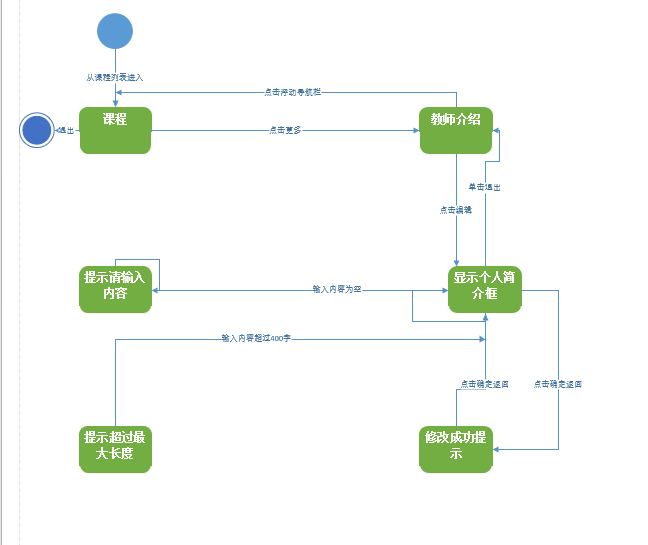 从课程列表进入
点击浮动导航栏
课程
教师介绍
退出
点击更多
单击退出
点击编辑
提示请输入
内容
显示个人简
介框
输入内容为空
输入内容超过400字
点击确定返回
点击确定返回
提示超过最
大长度
修改成功提
示